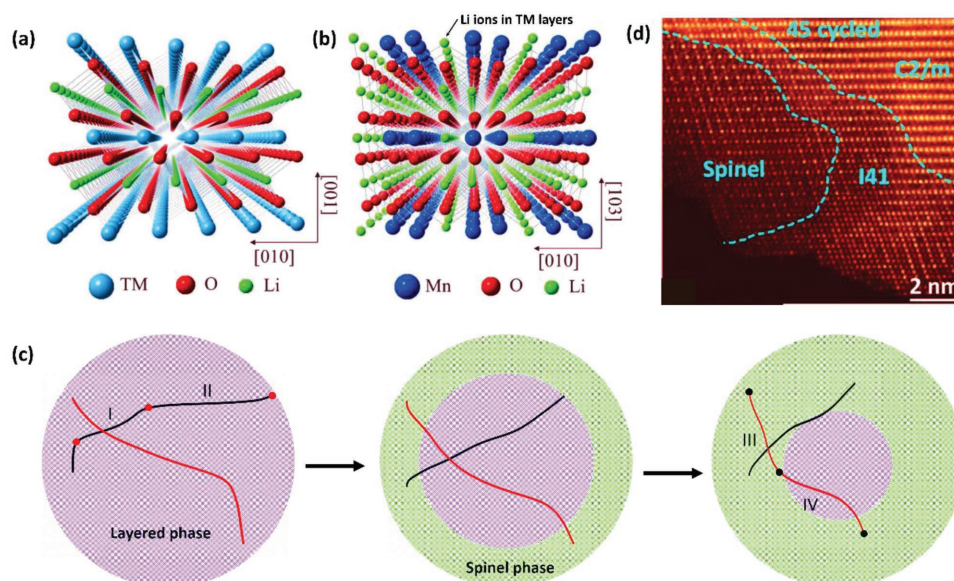 (a)
[001]
[010]
TM O Li
(b)
Li ions in TM layers
[103]
[010]
Mn O Li
(d)
45 cycled
C2/m
Spinel
I41
2 nm
(c)
I
II
Layered phase
Spinel phase
III
IV